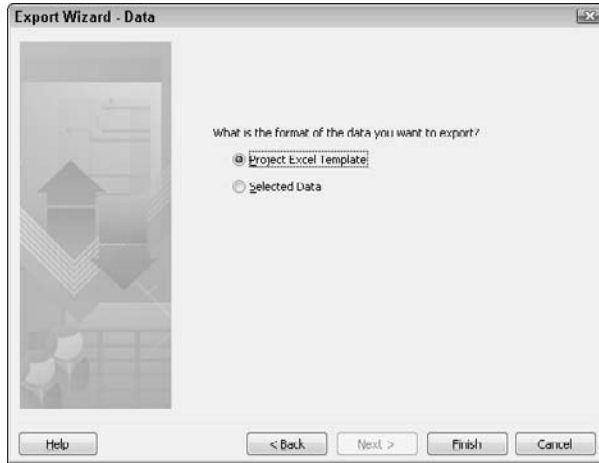 Export Wizard - Data
What is the format of the data you want to export?
Project Excel Template
Selected Data
Help
< Back
Next >
Finish
Cancel